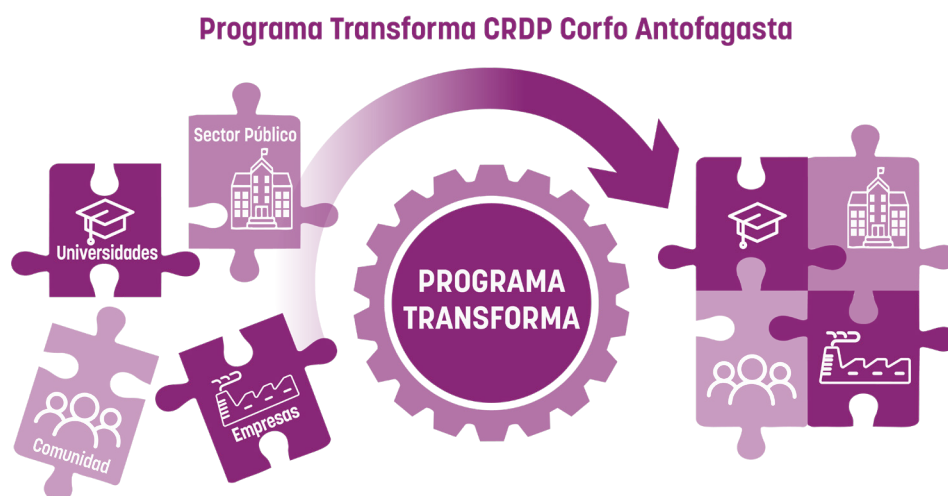 Programa Transforma CRDP Corfo Antofagasta
Sector Público
Universidades
PROGRAMA
TRANSFORMA
Empresas
Comunidad